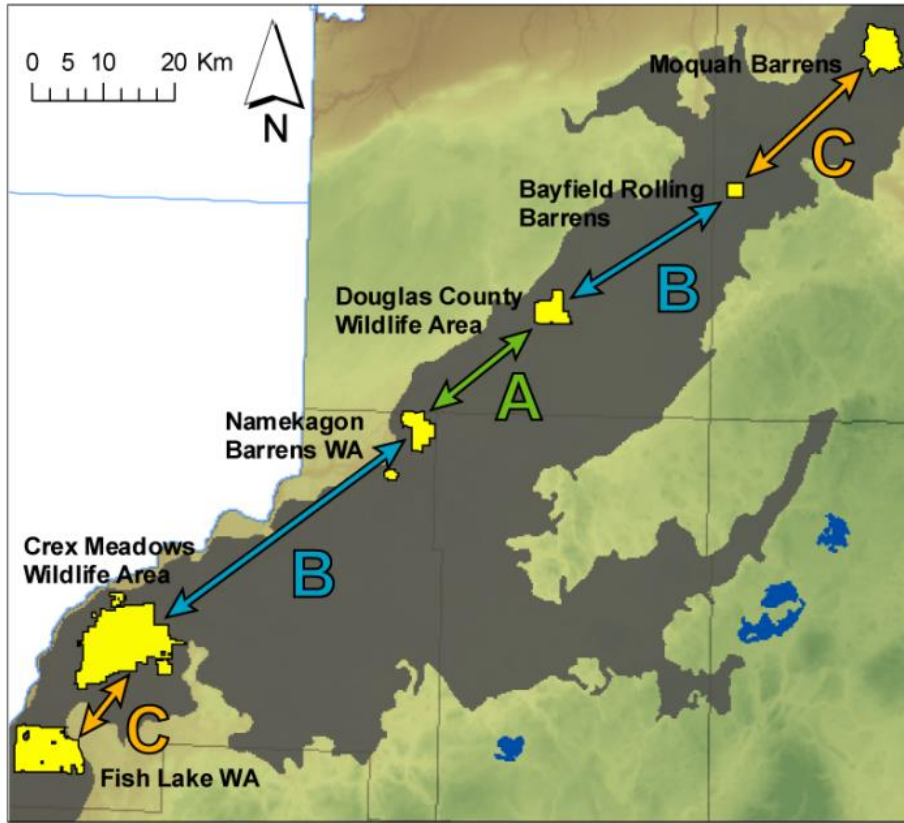 0 5 10 20 Km
N
Moquah Barrens
C
Bayfield Rolling
Barrens
B
Douglas County
Wildlife Area
A
Namekagon
Barrens WA
B
Crex Meadows
Wildlife Area
C
Fish Lake WA